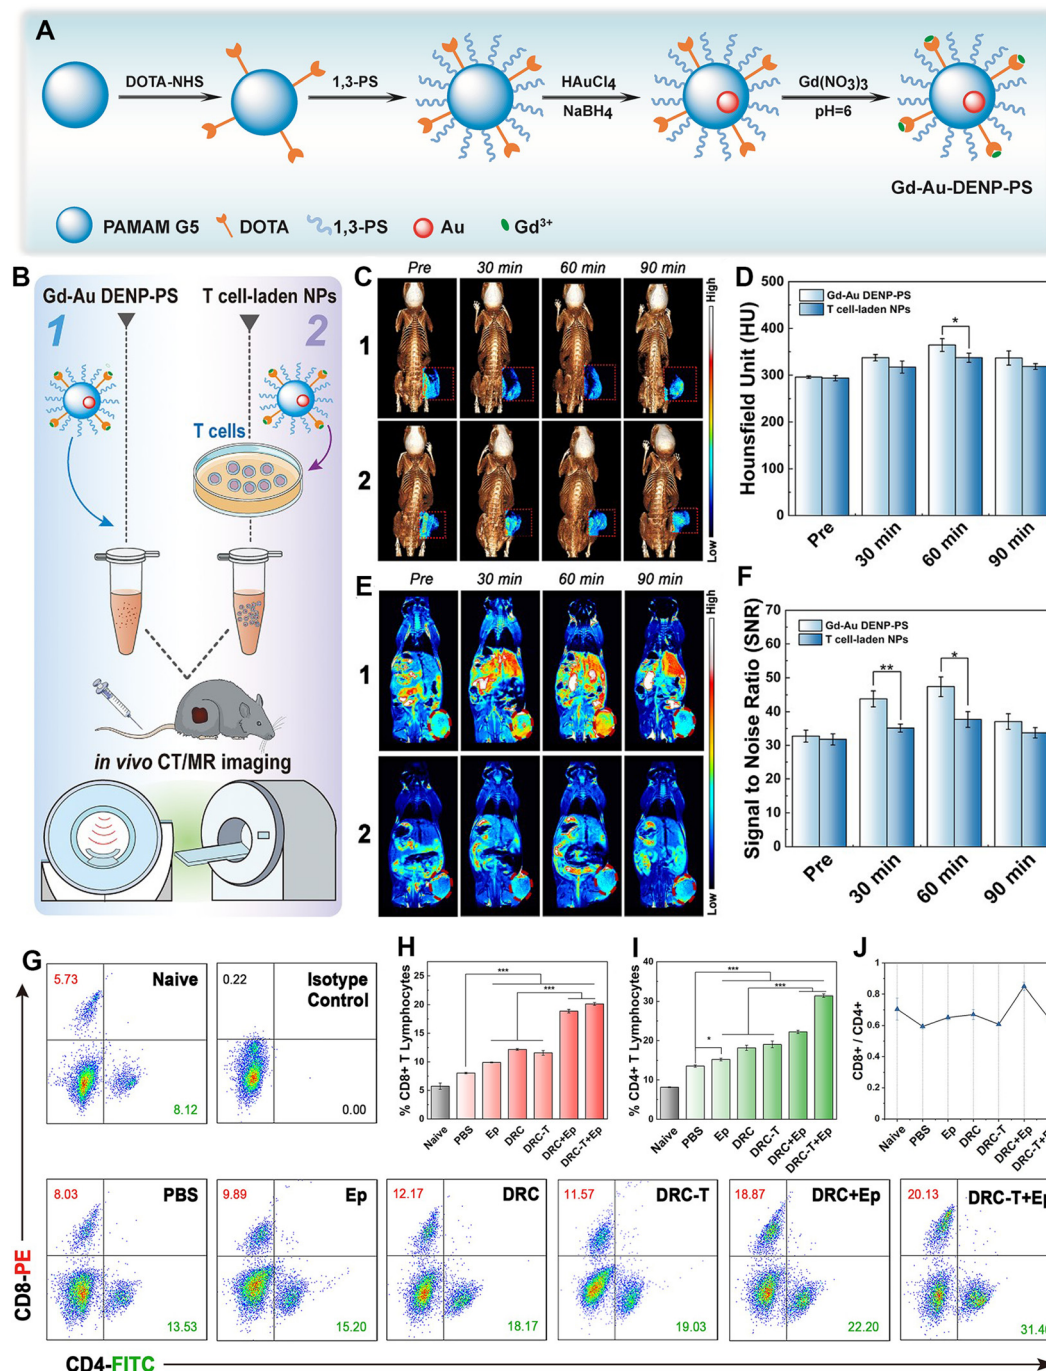 A
DOTA-NHS
1,3-PS
HAuCl4
NaBH4
Gd(NO3)3
pH=6
Gd-Au-DENP-PS
PAMAM G5
DOTA
1,3-PS
Au
Gd3+
B
Gd-Au DENP-PS
T cell-laden NPs
1
2
T cells
in vivo CT/MR imaging
C
Pre
30 min
60 min
90 min
1
2
High
Low
D
Hounsfield Unit (HU)
500
400
300
200
100
0
Gd-Au DENP-PS
T cell-laden NPs
*
Pre
30 min
60 min
90 min
E
Pre
30 min
60 min
90 min
1
2
High
Low
F
Signal to Noise Ratio (SNR)
70
60
50
40
30
20
10
0
Gd-Au DENP-PS
T cell-laden NPs
**
*
Pre
30 min
60 min
90 min
G
5.73
Naive
8.12
0.22
Isotype
Control
0.00
H
% CD8+ T Lymphocytes
25
20
15
10
5
0
***
***
Naive
PBS
Ep
DRC
DRC-T
DRC+Ep
DRC-T+Ep
I
% CD4+ T Lymphocytes
40
30
20
10
0
***
***
*
Naive
PBS
Ep
DRC
DRC-T
DRC+Ep
DRC-T+Ep
J
CD8+ / CD4+
1
0.8
0.6
0.4
0.2
0
Naive
PBS
Ep
DRC
DRC-T
DRC+Ep
DRC-T+E
8.03
PBS
13.53
9.89
Ep
15.20
12.17
DRC
18.17
11.57
DRC-T
19.03
18.87
DRC+Ep
22.20
20.13
DRC-T+Ep
31.40
CD8-PE
CD4-FITC